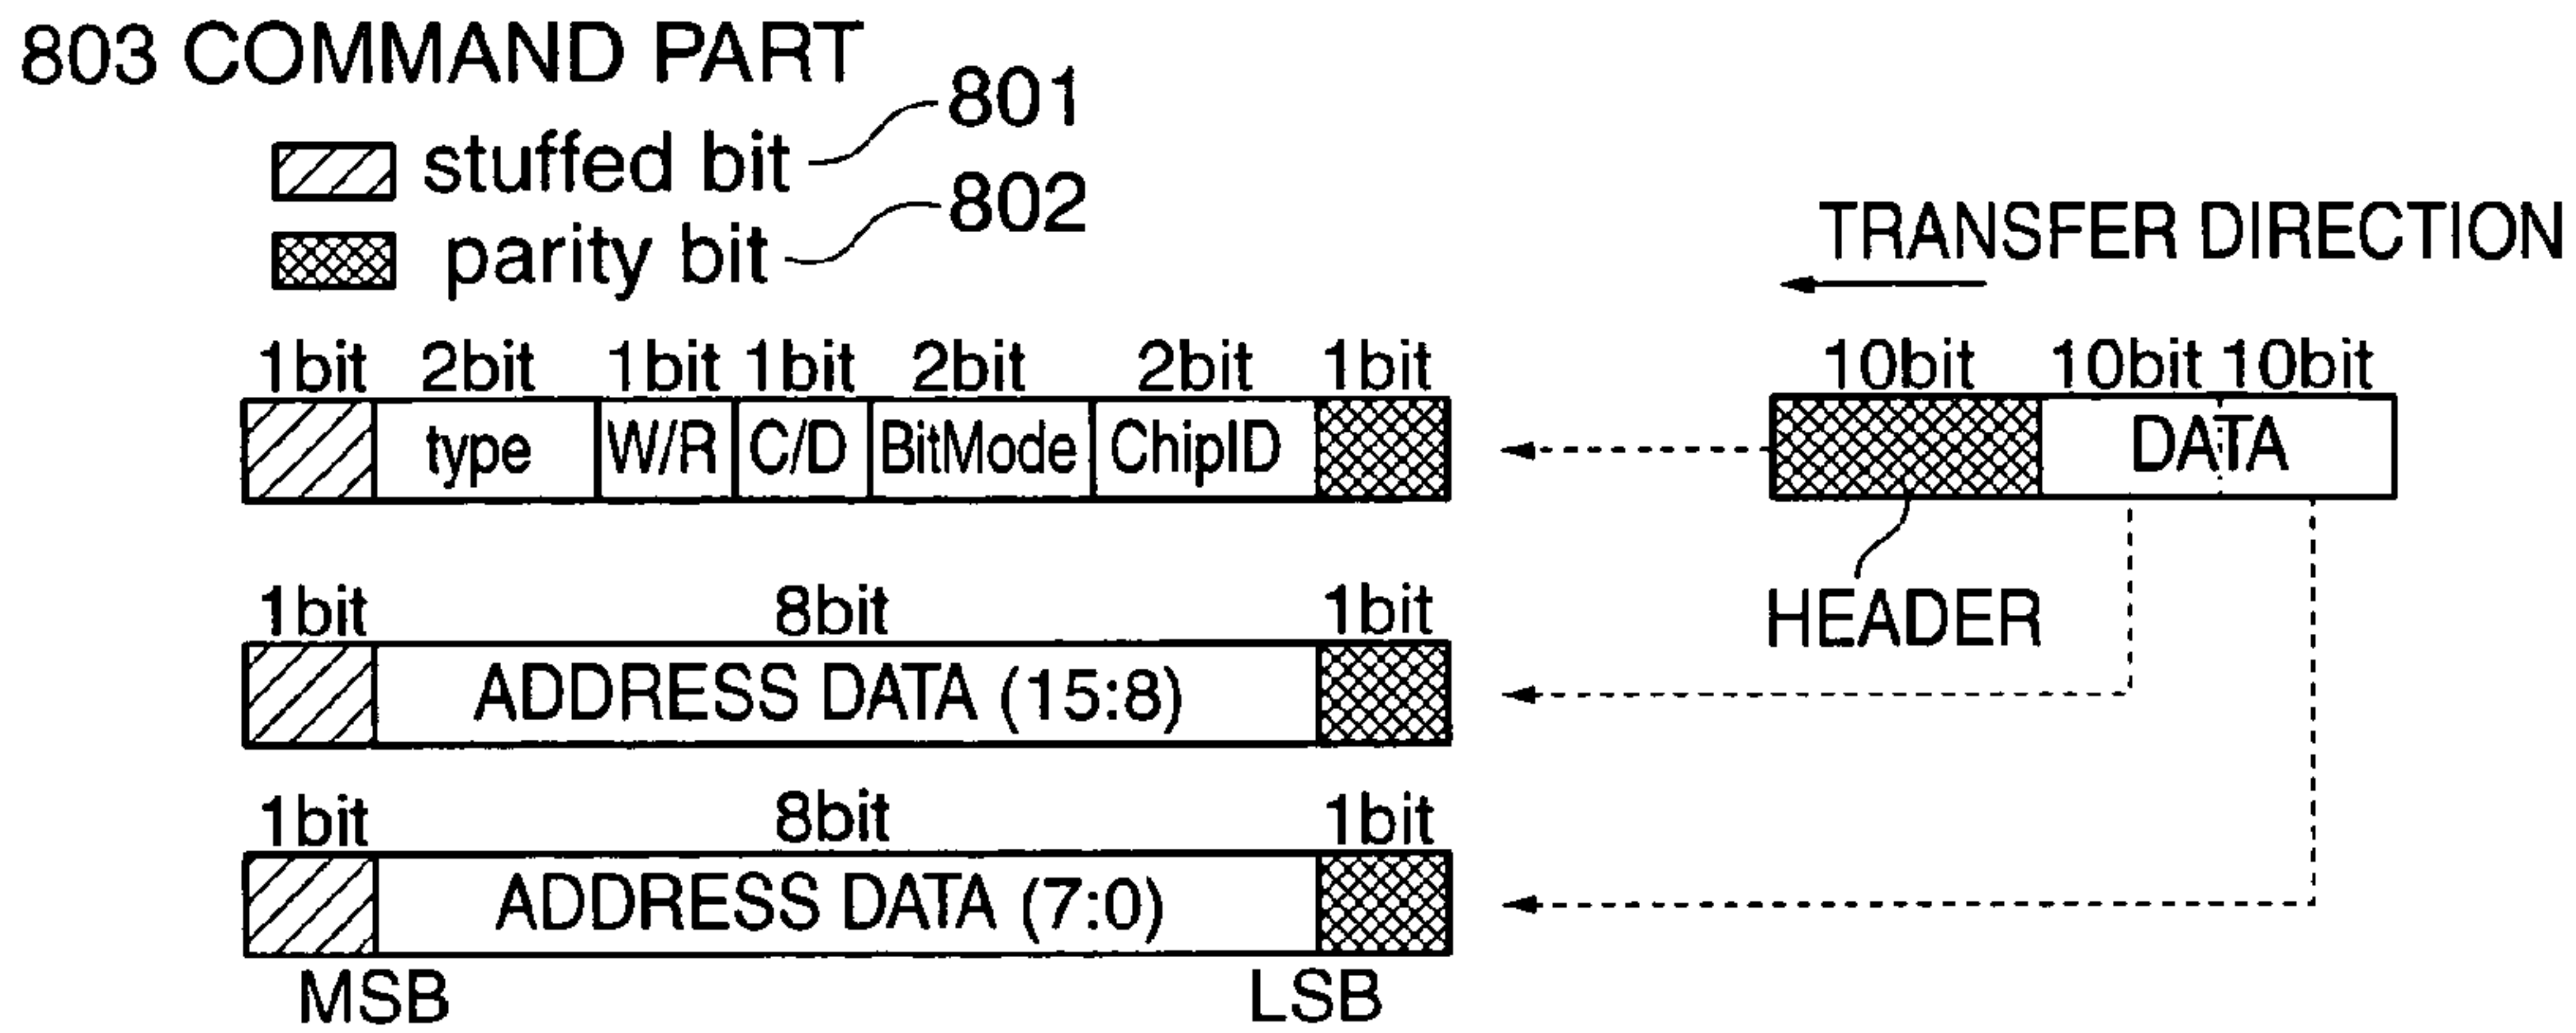 803 COMMAND PART
stuffed bit 801
parity bit 802
TRANSFER DIRECTION
1bit 2bit 1bit 1bit 2bit 2bit 1bit
type W/R C/D BitMode ChipID
10bit 10bit 10bit
DATA
HEADER
1bit 8bit 1bit
ADDRESS DATA (15:8)
1bit 8bit 1bit
ADDRESS DATA (7:0)
MSB LSB